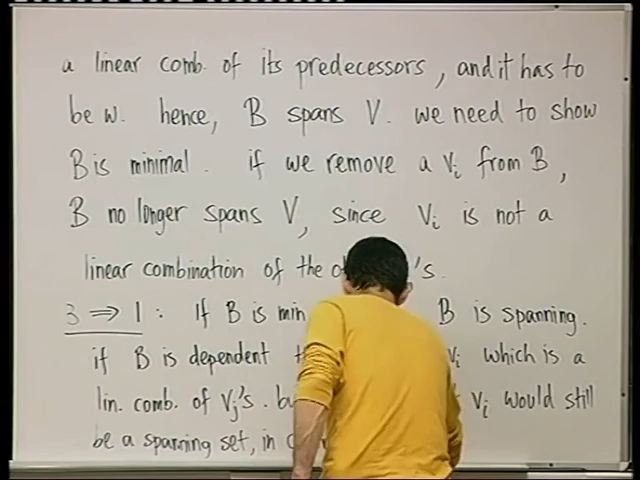 a linear comb. of its predecessors, and it has to
be w. hence, B spans V. we need to show
B is minimal. if we remove a vᵢ from B,
B no longer spans V, since vᵢ is not a
linear combination of the 's.
3 ⟹ 1 : If B is B is spanning.
if B is dependent vᵢ which is a
lin. comb. of vⱼ's. vᵢ would still
be a spanning set, in